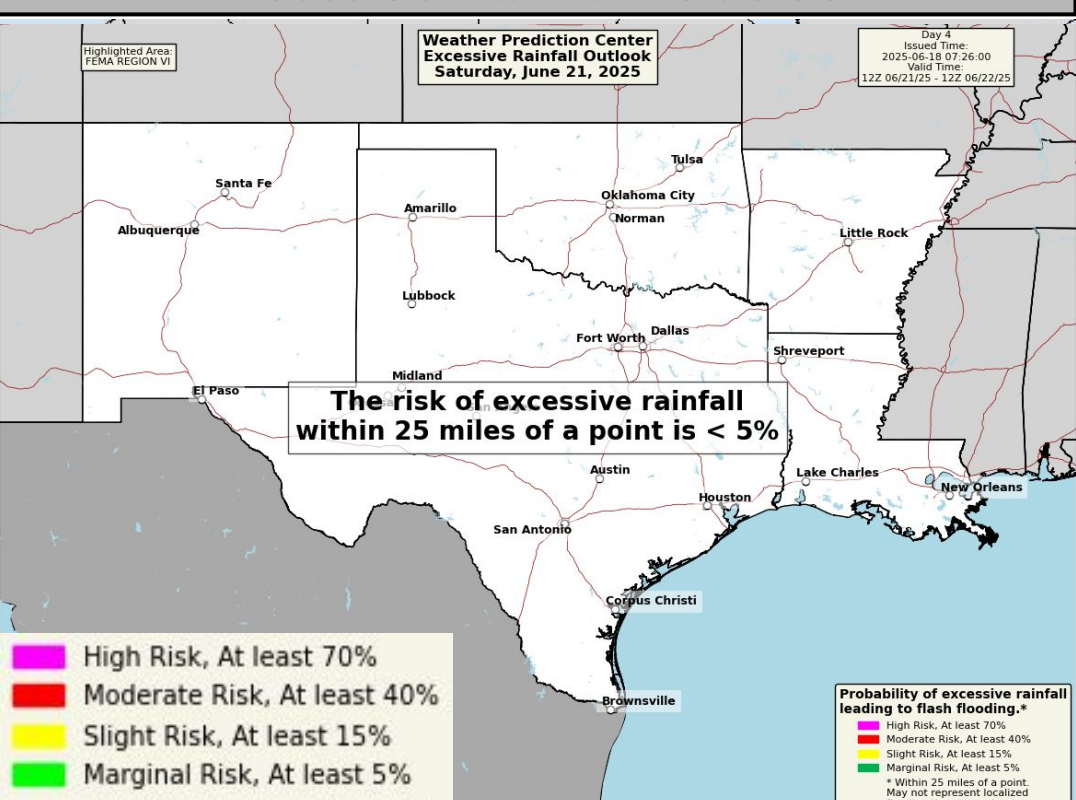 Highlighted Area:
FEMA REGION VI
Weather Prediction Center
Excessive Rainfall Outlook
Saturday, June 21, 2025
Day 4
Issued Time:
2025-06-18 07:26:00
Valid Time:
12Z 06/21/25 - 12Z 06/22/25
Tulsa
Santa Fe
Oklahoma City
Amarillo
Norman
Albuquerque
Little Rock
Lubbock
Dallas
Fort Worth
Shreveport
Midland
El Paso
The risk of excessive rainfall
within 25 miles of a point is < 5%
Austin
Lake Charles
New Orleans
Houston
San Antonio
Corpus Christi
Brownsville
High Risk, At least 70%
Moderate Risk, At least 40%
Slight Risk, At least 15%
Marginal Risk, At least 5%
Probability of excessive rainfall
leading to flash flooding.*
High Risk, At least 70%
Moderate Risk, At least 40%
Slight Risk, At least 15%
Marginal Risk, At least 5%
* Within 25 miles of a point.
May not represent localized